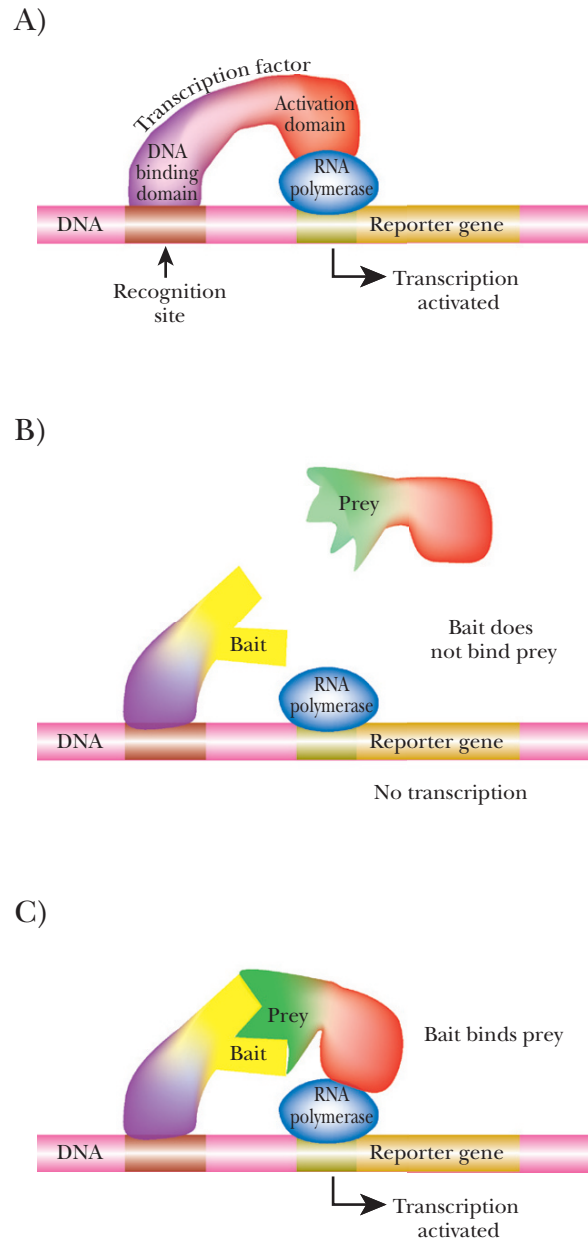 A)
Transcription factor
Activation
domain
DNA
binding
domain
RNA
polymerase
DNA
Reporter gene
Recognition
site
Transcription
activated
B)
Prey
Bait
Bait does
not bind prey
RNA
polymerase
DNA
Reporter gene
No transcription
C)
Prey
Bait
Bait binds prey
RNA
polymerase
DNA
Reporter gene
Transcription
activated